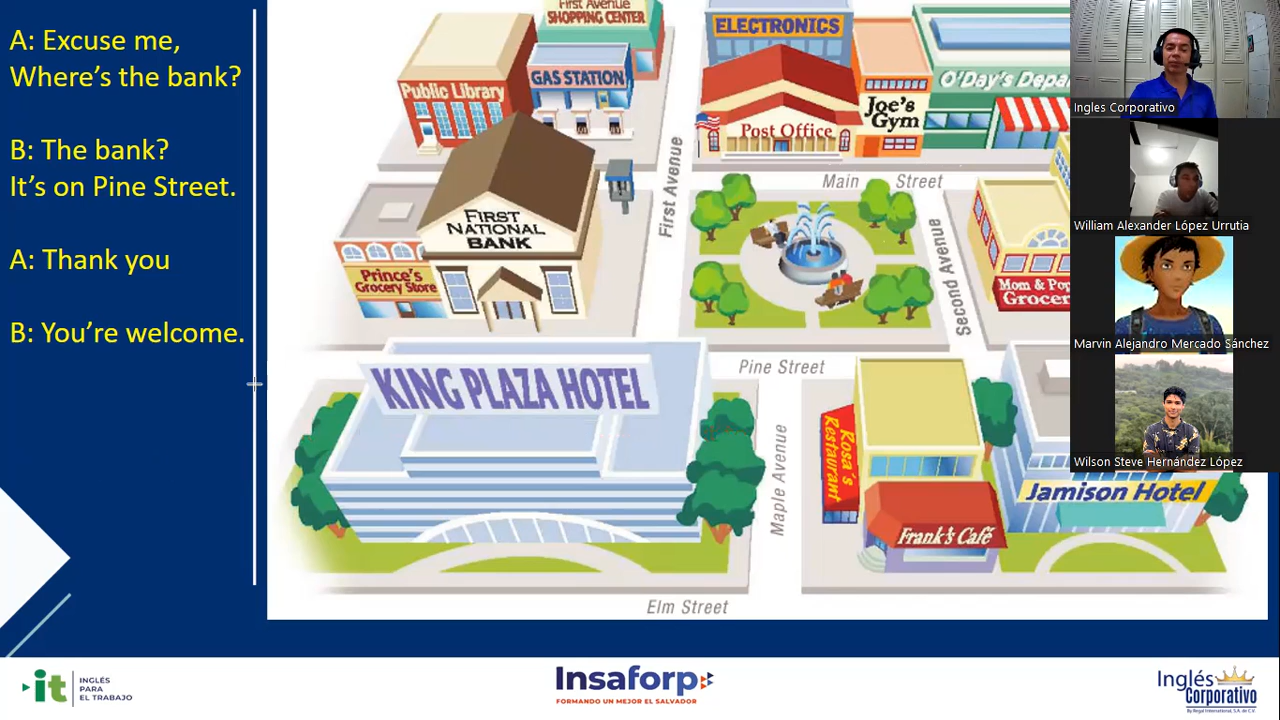 A: Excuse me,
Where's the bank?
B: The bank?
It's on Pine Street.
A: Thank you
B: You're welcome.
First Avenue
SHOPPING CENTER
ELECTRONICS
Public Library
GAS STATION
Post Office
Joe's
Gym
O'Day's Depa
First Avenue
Main Street
FIRST
NATIONAL
BANK
Prince's
Grocery Store
Second Avenue
Mom & Pop
Grocer
KING PLAZA HOTEL
Pine Street
Maple Avenue
Rosa's
Restaurant
Frank's Café
Jamison Hotel
Elm Street
Ingles Corporativo
William Alexander López Urrutia
Marvin Alejandro Mercado Sánchez
Wilson Steve Hernández López
it INGLÉS
PARA
EL TRABAJO
Insaforp
FORMANDO UN MEJOR EL SALVADOR
Inglés
Corporativo
By Regal International, S.A. de C.V.